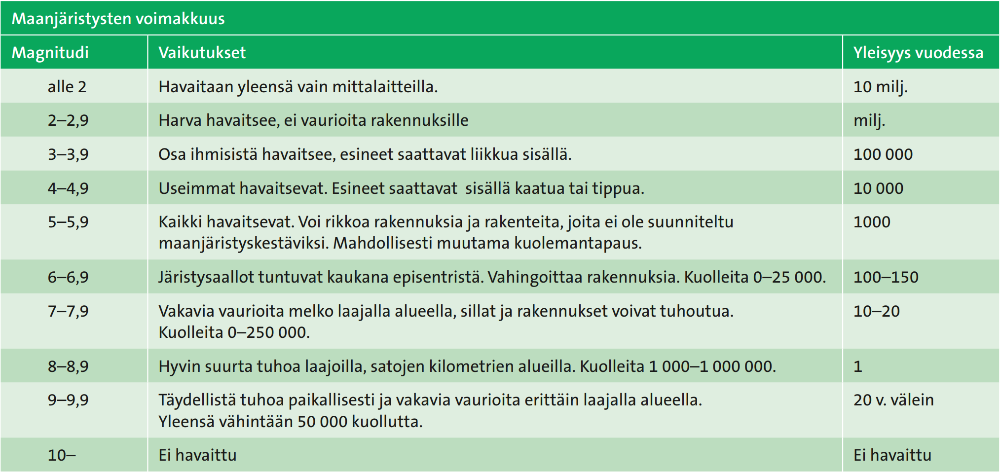 Maanjäristysten voimakkuus
Magnitudi Vaikutukset Yleisyys vuodessa
alle 2 Havaitaan yleensä vain mittalaitteilla. 10 milj.
2–2,9 Harva havaitsee, ei vaurioita rakennuksille milj.
3–3,9 Osa ihmisistä havaitsee, esineet saattavat liikkua sisällä. 100 000
4–4,9 Useimmat havaitsevat. Esineet saattavat sisällä kaatua tai tippua. 10 000
5–5,9 Kaikki havaitsevat. Voi rikkoa rakennuksia ja rakenteita, joita ei ole suunniteltu 1000
maanjäristyskestäviksi. Mahdollisesti muutama kuolemantapaus.
6–6,9 Järistysaallot tuntuvat kaukana episentristä. Vahingoittaa rakennuksia. Kuolleita 0–25 000. 100–150
7–7,9 Vakavia vaurioita melko laajalla alueella, sillat ja rakennukset voivat tuhoutua. 10–20
Kuolleita 0–250 000.
8–8,9 Hyvin suurta tuhoa laajoilla, satojen kilometrien alueilla. Kuolleita 1 000–1 000 000. 1
9–9,9 Täydellistä tuhoa paikallisesti ja vakavia vaurioita erittäin laajalla alueella. 20 v. välein
Yleensä vähintään 50 000 kuollutta.
10– Ei havaittu Ei havaittu